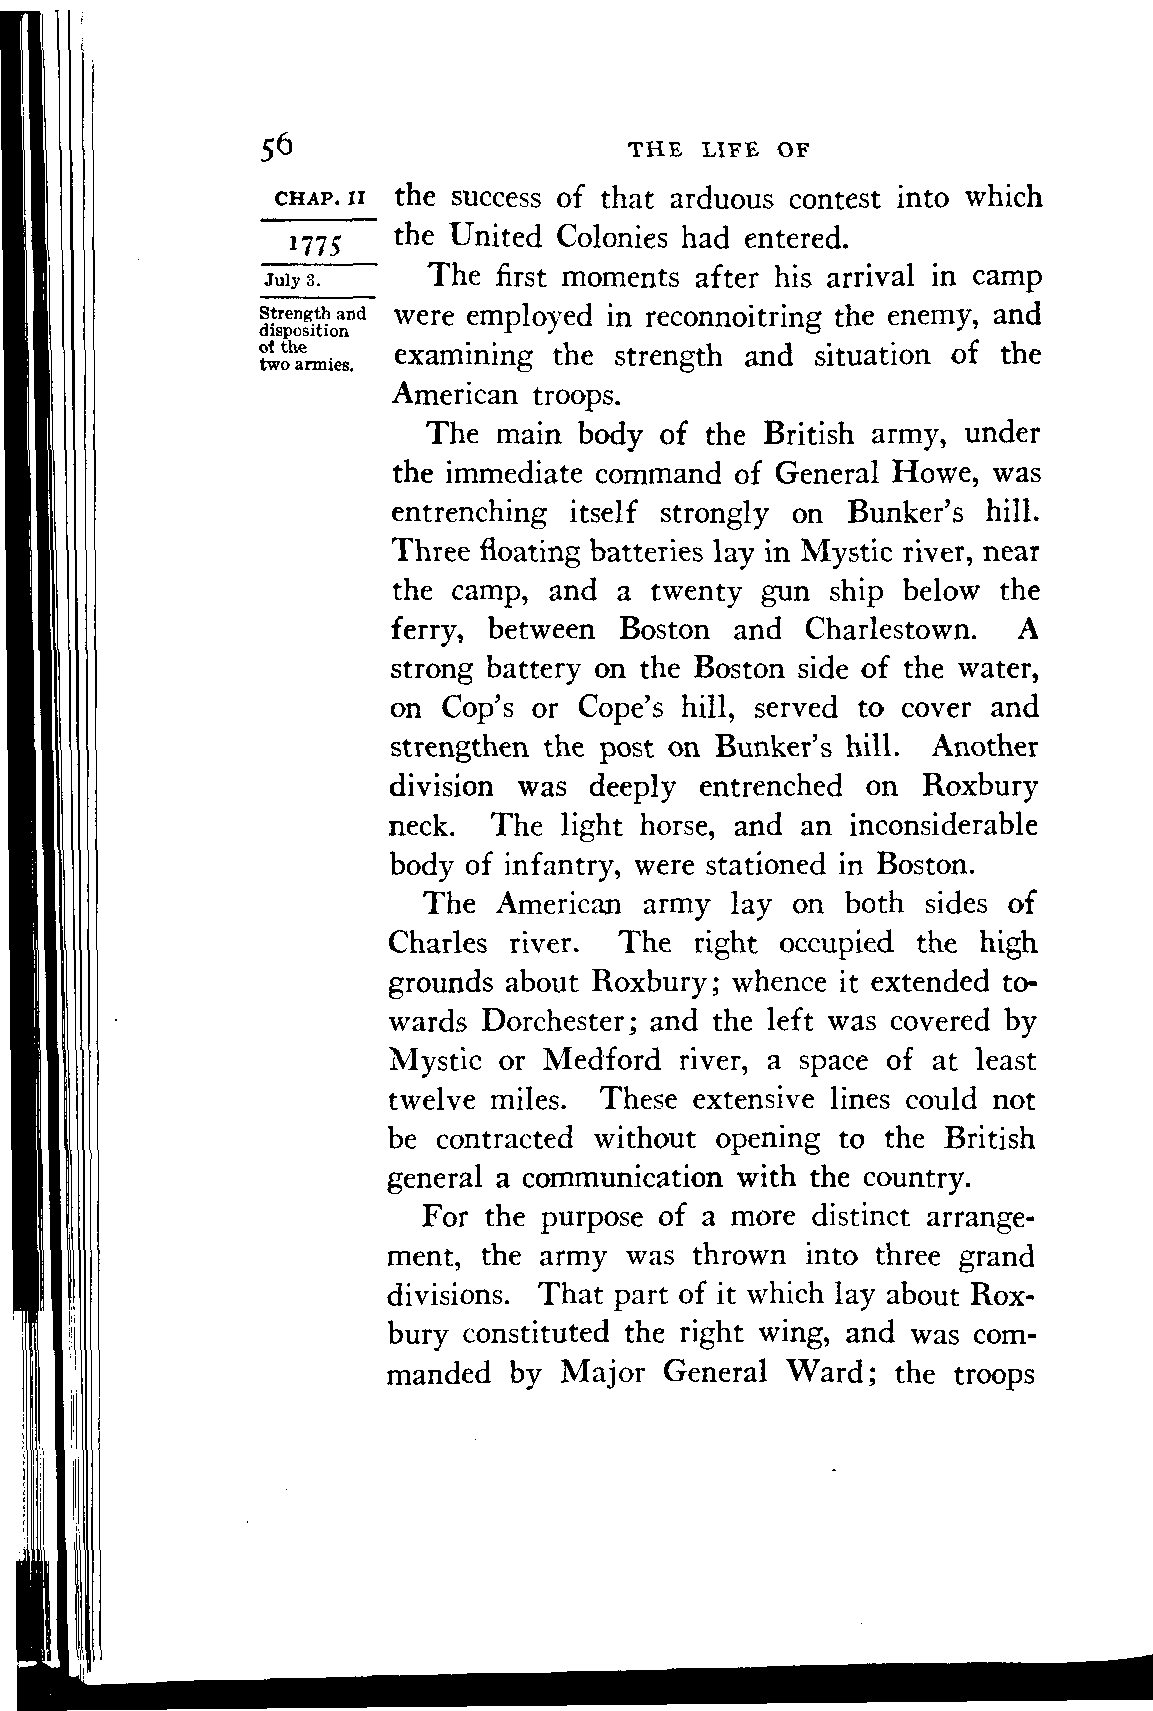 56 THE LIFE OF
CHAP. II
1775
July 3.
Strength and
disposition
of the
two armies.
the success of that arduous contest into which
the United Colonies had entered.
The first moments after his arrival in camp
were employed in reconnoitring the enemy, and
examining the strength and situation of the
American troops.
The main body of the British army, under
the immediate command of General Howe, was
entrenching itself strongly on Bunker's hill.
Three floating batteries lay in Mystic river, near
the camp, and a twenty gun ship below the
ferry, between Boston and Charlestown. A
strong battery on the Boston side of the water,
on Cop's or Cope's hill, served to cover and
strengthen the post on Bunker's hill. Another
division was deeply entrenched on Roxbury
neck. The light horse, and an inconsiderable
body of infantry, were stationed in Boston.
The American army lay on both sides of
Charles river. The right occupied the high
grounds about Roxbury; whence it extended to-
wards Dorchester; and the left was covered by
Mystic or Medford river, a space of at least
twelve miles. These extensive lines could not
be contracted without opening to the British
general a communication with the country.
For the purpose of a more distinct arrange-
ment, the army was thrown into three grand
divisions. That part of it which lay about Rox-
bury constituted the right wing, and was com-
manded by Major General Ward; the troops